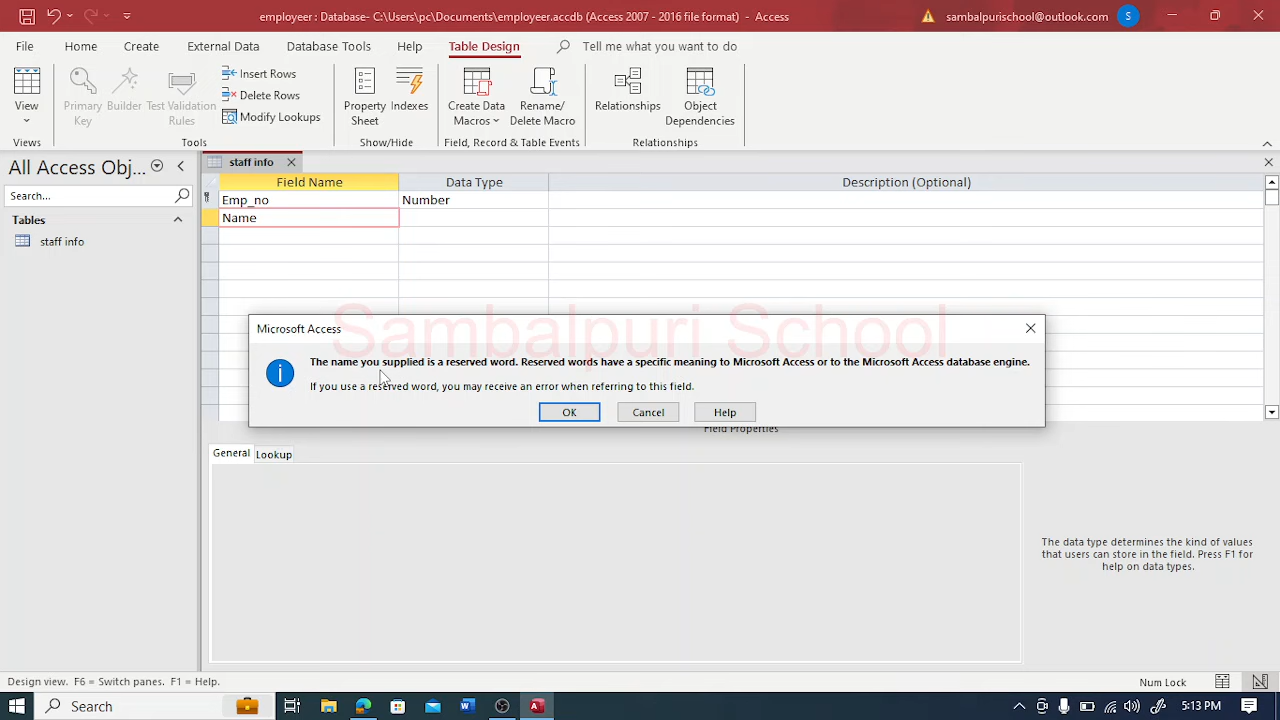 employeer : Database- C:\Users\pc\Documents\employeer.accdb (Access 2007 - 2016 file format) - Access
sambalpurischool@outlook.com
S
File
Home
Create
External Data
Database Tools
Help
Table Design
Tell me what you want to do
View
Primary Key
Builder
Test Validation Rules
Insert Rows
Delete Rows
Modify Lookups
Property Sheet
Indexes
Create Data Macros
Rename/ Delete Macro
Relationships
Object Dependencies
Views
Tools
Show/Hide
Field, Record & Table Events
Relationships
All Access Obj...
staff info
Search...
Field Name
Data Type
Description (Optional)
Emp_no
Number
Tables
Name
staff info
Sambalpuri School
Microsoft Access
The name you supplied is a reserved word. Reserved words have a specific meaning to Microsoft Access or to the Microsoft Access database engine.
If you use a reserved word, you may receive an error when referring to this field.
OK
Cancel
Help
Field Properties
General
Lookup
The data type determines the kind of values
that users can store in the field. Press F1 for
help on data types.
Design view. F6 = Switch panes. F1 = Help.
Num Lock
Search
5:13 PM